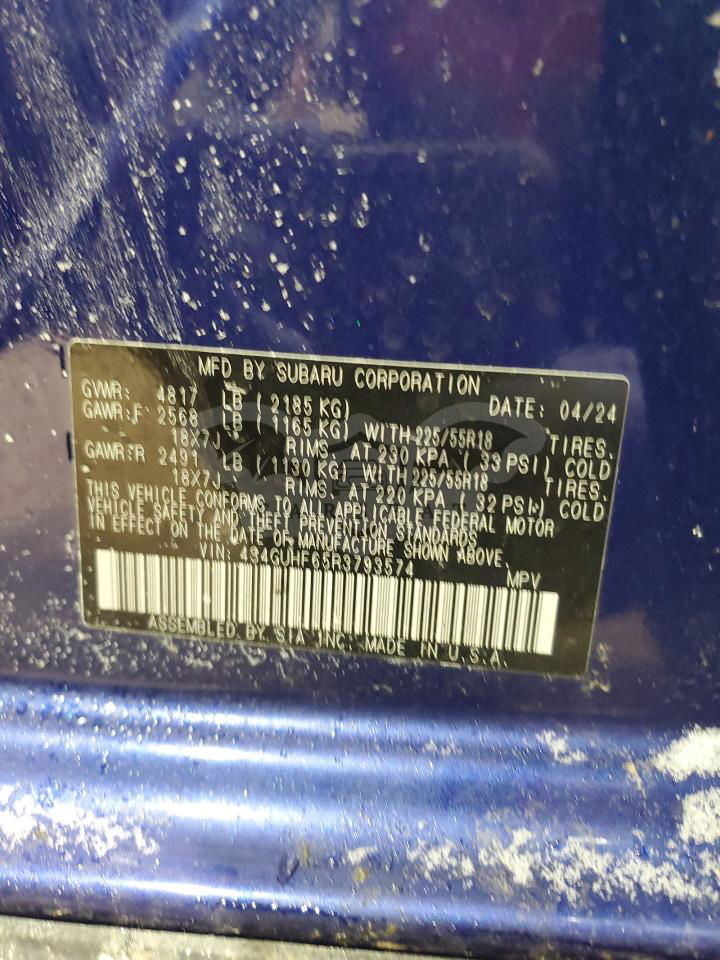 MFD BY SUBARU CORPORATION
GVWR: 4817 LB (2185 KG) DATE: 04/24
GAWR:F 2568 LB (1165 KG) WITH 225/55R18 TIRES,
18X7J RIMS, AT 230 KPA (33 PSI) COLD
GAWR:R 2491 LB (1130 KG) WITH 225/55R18 TIRES,
18X7J RIMS, AT 220 KPA (32 PSI) COLD
THIS VEHICLE CONFORMS TO ALL APPLICABLE FEDERAL MOTOR
VEHICLE SAFETY AND THEFT PREVENTION STANDARDS
IN EFFECT ON THE DATE OF MANUFACTURE SHOWN ABOVE.
VIN: 4S4GUHF65R3793574 MPV
ASSEMBLED BY SIA INC. MADE IN U.S.A.